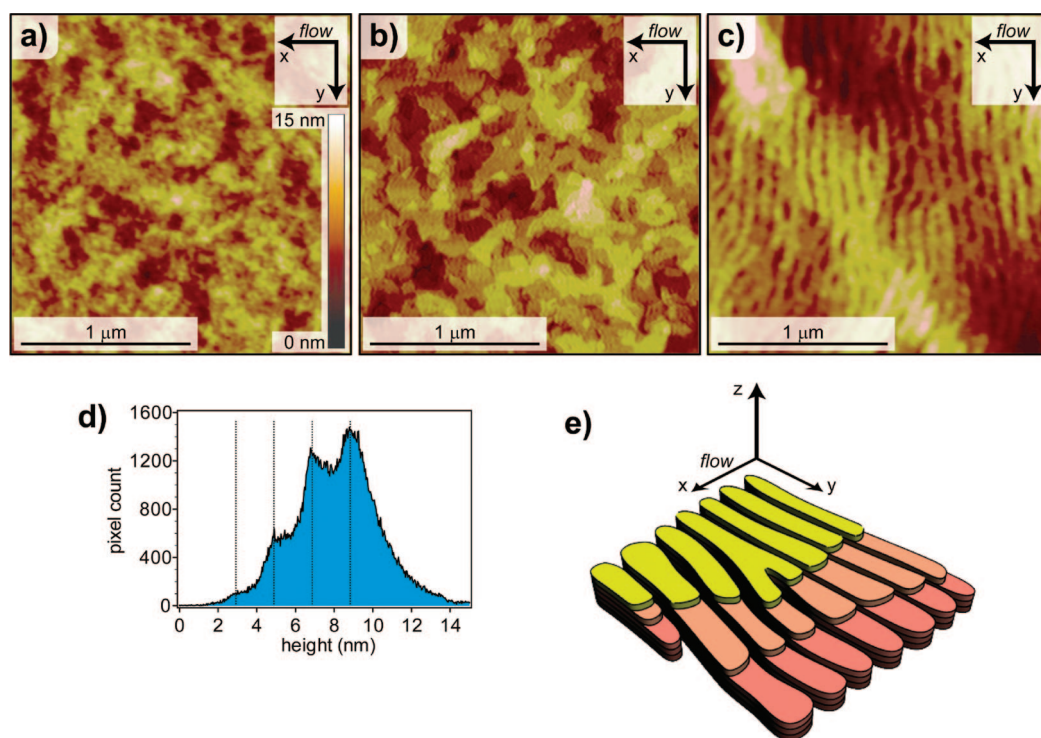 a)
flow
x
y
15 nm
0 nm
1 μm
b)
flow
x
y
1 μm
c)
flow
x
y
1 μm
d)
pixel count
1600
1200
800
400
0
0 2 4 6 8 10 12 14
height (nm)
e)
z
flow
x
y